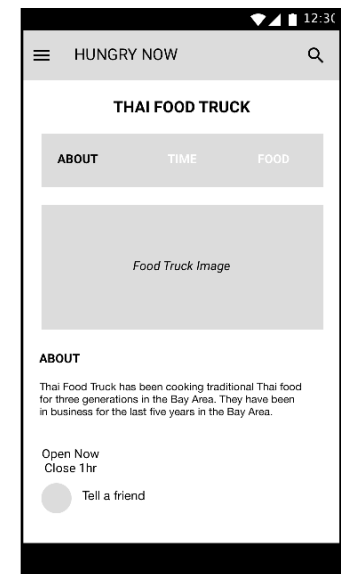 12:30
HUNGRY NOW
THAI FOOD TRUCK
ABOUT TIME FOOD
Food Truck Image
ABOUT
Thai Food Truck has been cooking traditional Thai food
for three generations in the Bay Area. They have been
in business for the last five years in the Bay Area.
Open Now
Close 1hr
Tell a friend